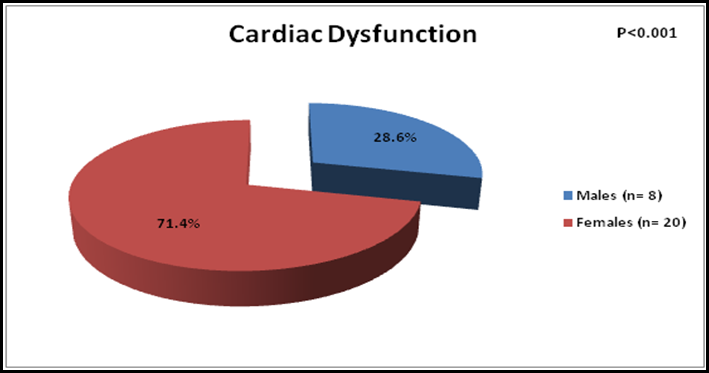 Cardiac Dysfunction
P<0.001
28.6%
71.4%
Males (n= 8)
Females (n= 20)